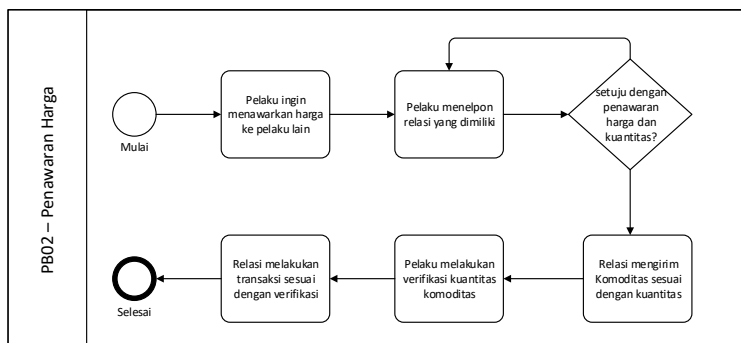 PB02 – Penawaran Harga
Mulai
Pelaku ingin
menawarkan harga
ke pelaku lain
Pelaku menelpon
relasi yang dimiliki
setuju dengan
penawaran
harga dan
kuantitas?
Relasi mengirim
Komoditas sesuai
dengan kuantitas
Pelaku melakukan
verifikasi kuantitas
komoditas
Relasi melakukan
transaksi sesuai
dengan verifikasi
Selesai